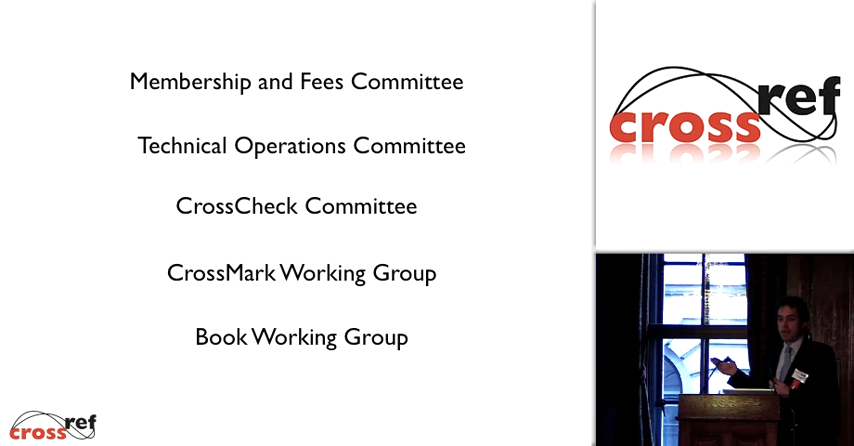 Membership and Fees Committee
Technical Operations Committee
CrossCheck Committee
CrossMark Working Group
Book Working Group
crossref
crossref